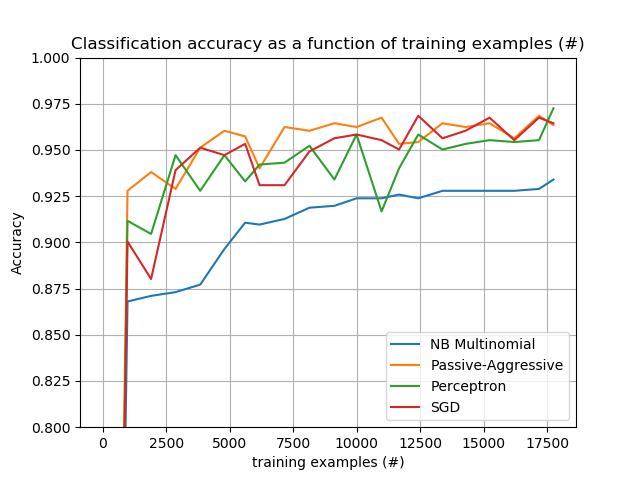 Classification accuracy as a function of training examples (#)
1.000
0.975
0.950
0.925
0.900
0.875
0.850
0.825
0.800
Accuracy
NB Multinomial
Passive-Aggressive
Perceptron
SGD
0 2500 5000 7500 10000 12500 15000 17500
training examples (#)